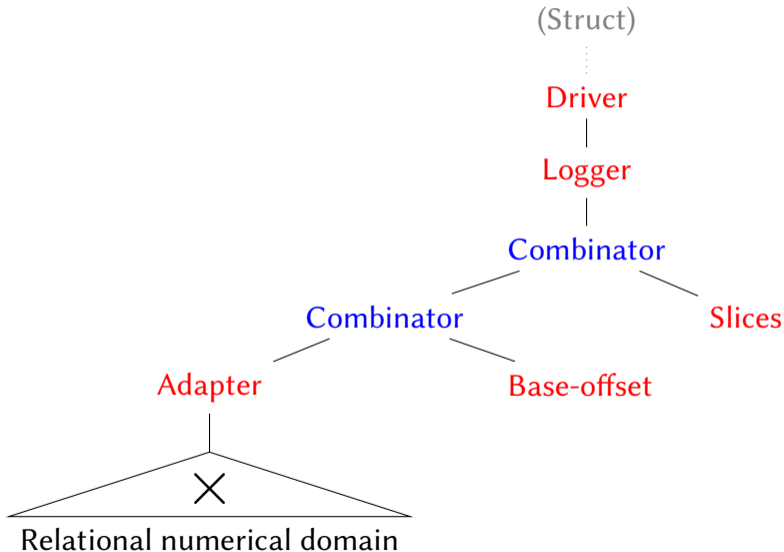 (Struct)
Driver
Logger
Combinator
Combinator
Slices
Adapter
Base-offset
Relational numerical domain